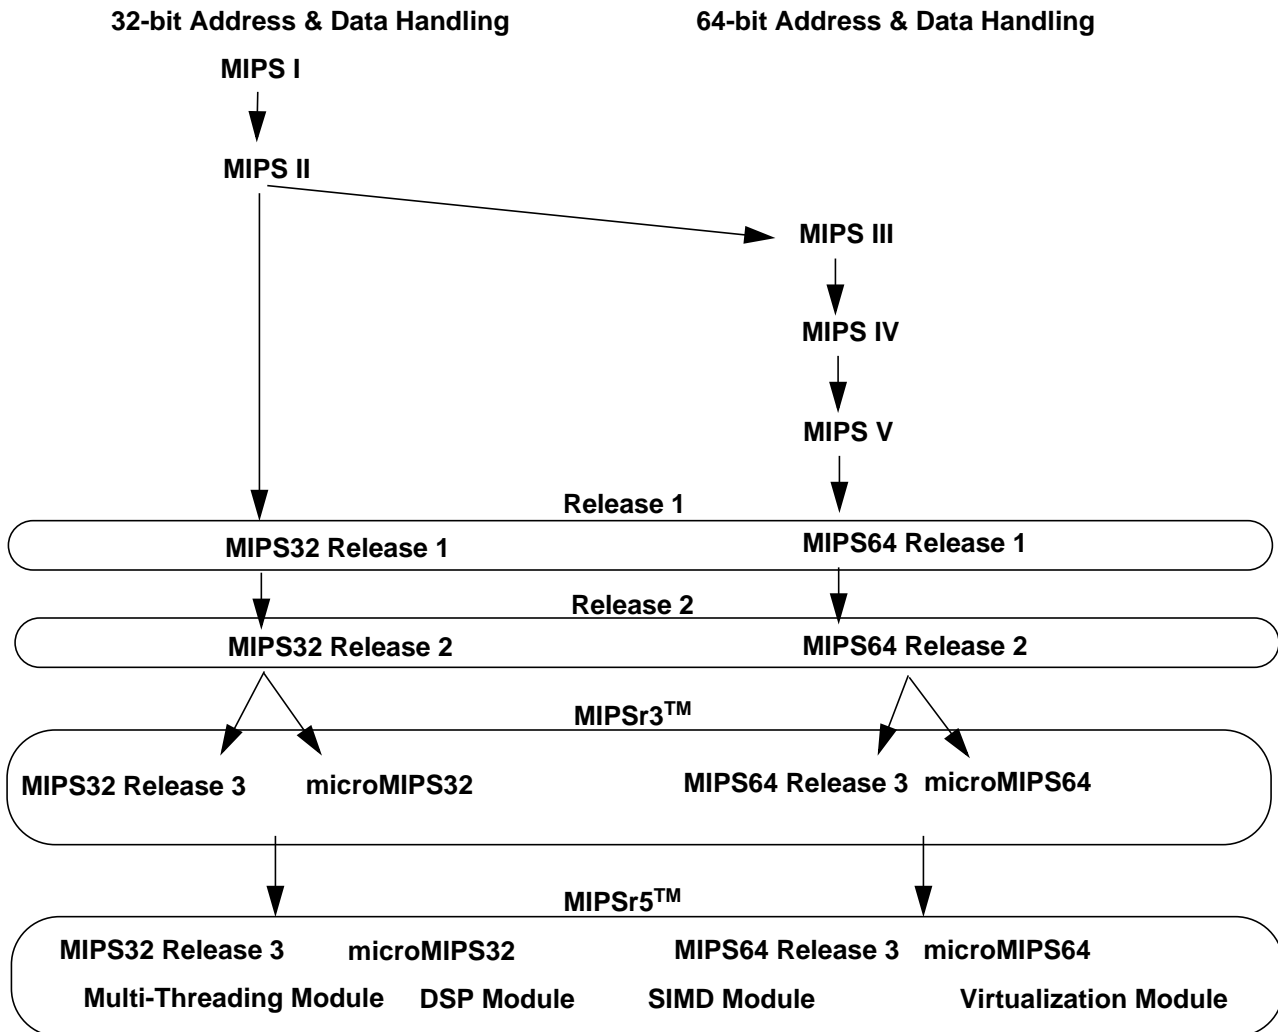 32-bit Address & Data Handling
64-bit Address & Data Handling
MIPS I
MIPS II
MIPS III
MIPS IV
MIPS V
Release 1
MIPS32 Release 1
MIPS64 Release 1
Release 2
MIPS32 Release 2
MIPS64 Release 2
MIPSr3TM
MIPS32 Release 3
microMIPS32
MIPS64 Release 3
microMIPS64
MIPSr5TM
MIPS32 Release 3
microMIPS32
MIPS64 Release 3
microMIPS64
Multi-Threading Module
DSP Module
SIMD Module
Virtualization Module